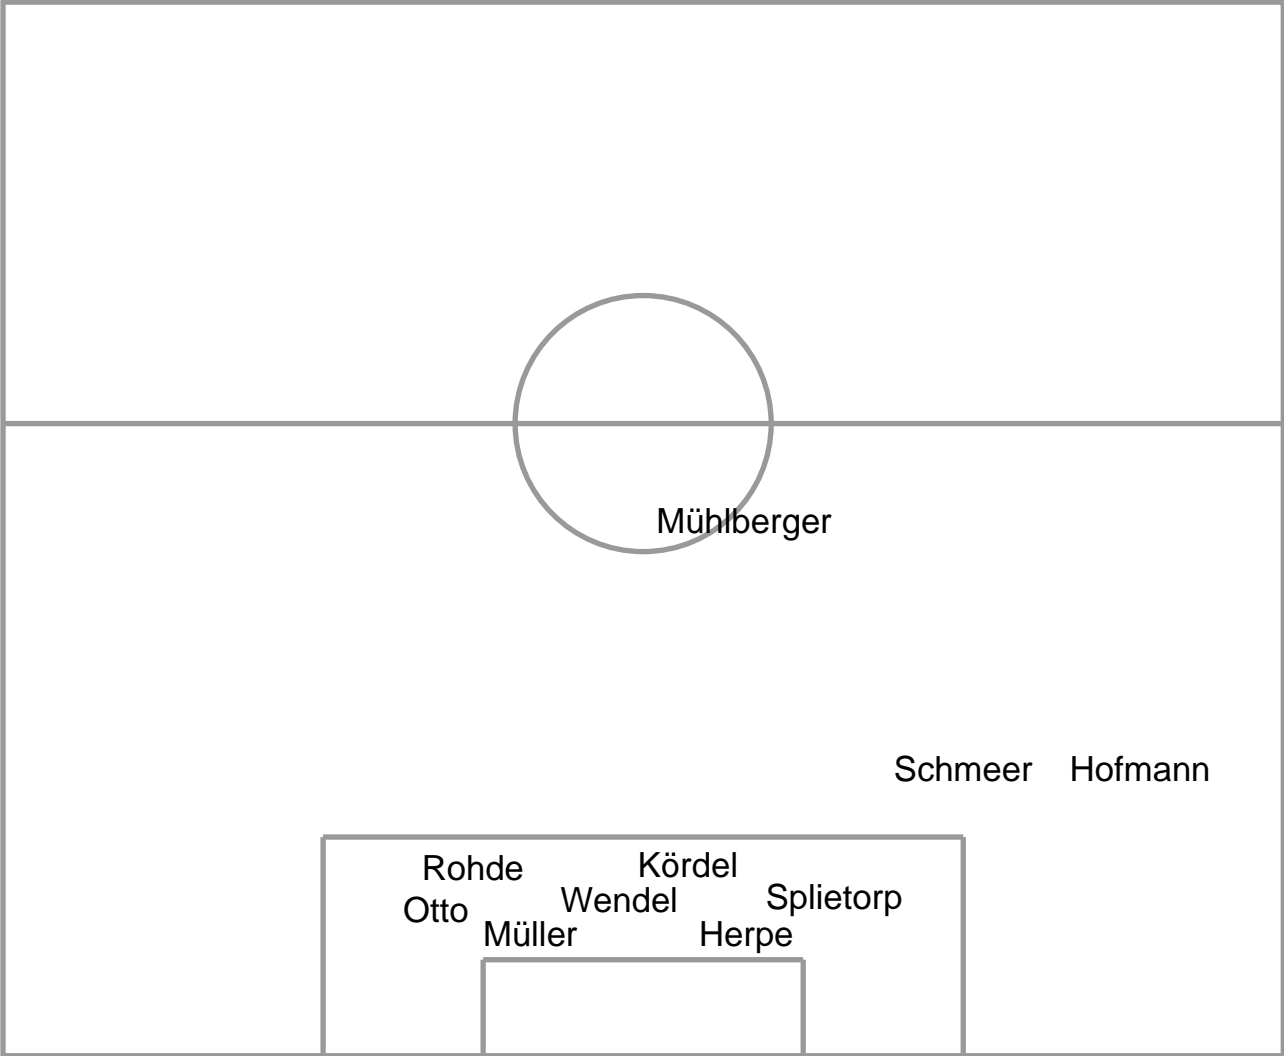 Mühlberger
Schmeer Hofmann
Rohde Kördel
Otto Wendel Splietorp
Müller Herpe